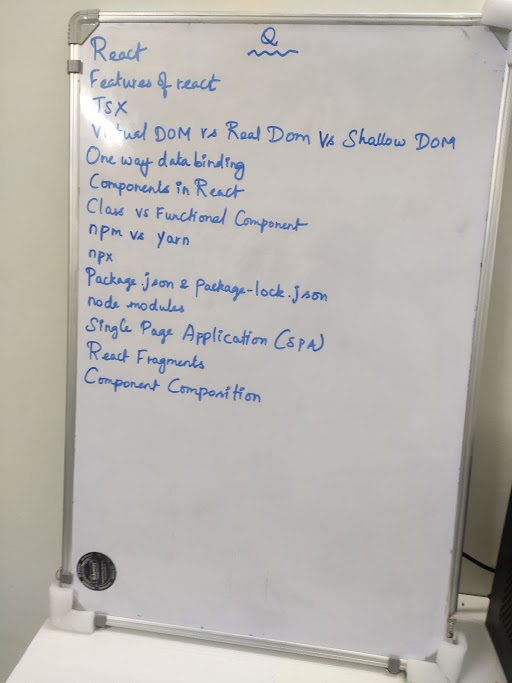 Q
React
Features of react
JSX
Virtual DOM vs Real Dom Vs Shallow DOM
One way data binding
Components in React
Class vs Functional Component
npm vs yarn
npx
Package.json & package-lock.json
node modules
Single Page Application (SPA)
React Fragments
Component Composition